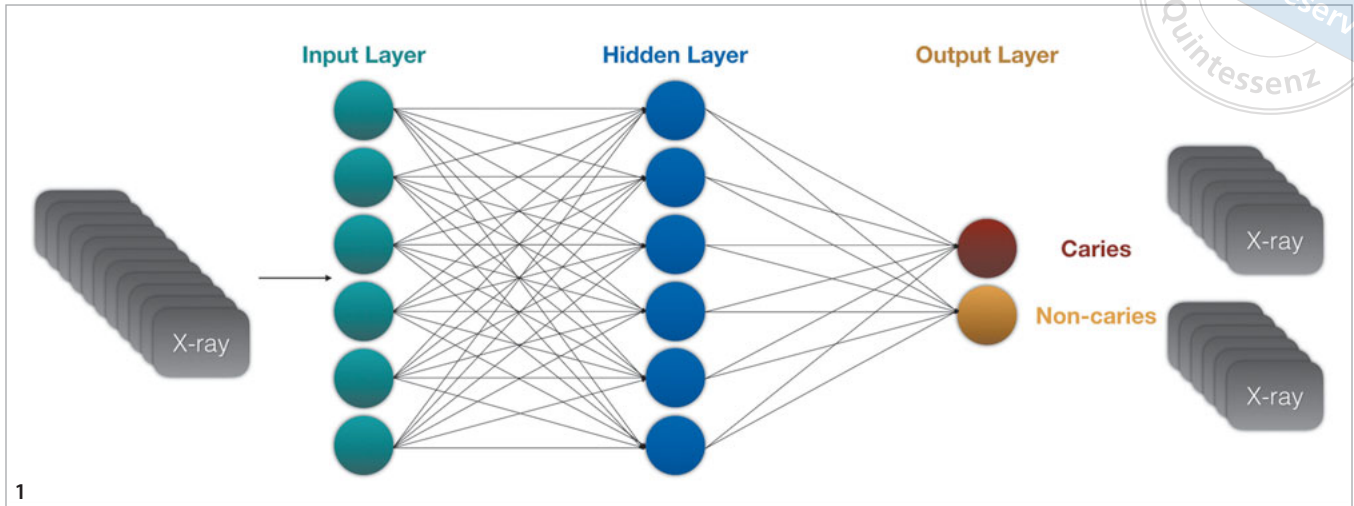 Input Layer
Hidden Layer
Output Layer
Quintessenz
X-ray
Caries
Non-caries
X-ray
X-ray
1